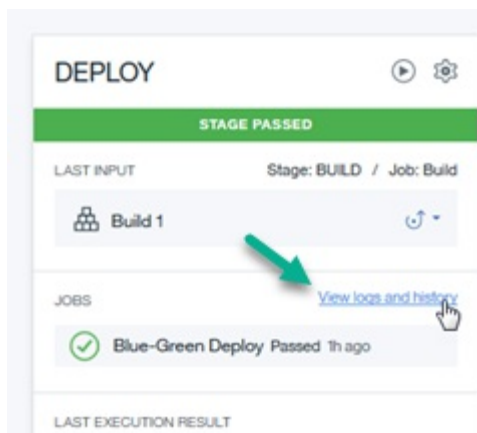 DEPLOY
STAGE PASSED
LAST INPUT Stage: BUILD / Job: Build
Build 1
JOBS View logs and history
Blue-Green Deploy Passed 1h ago
LAST EXECUTION RESULT